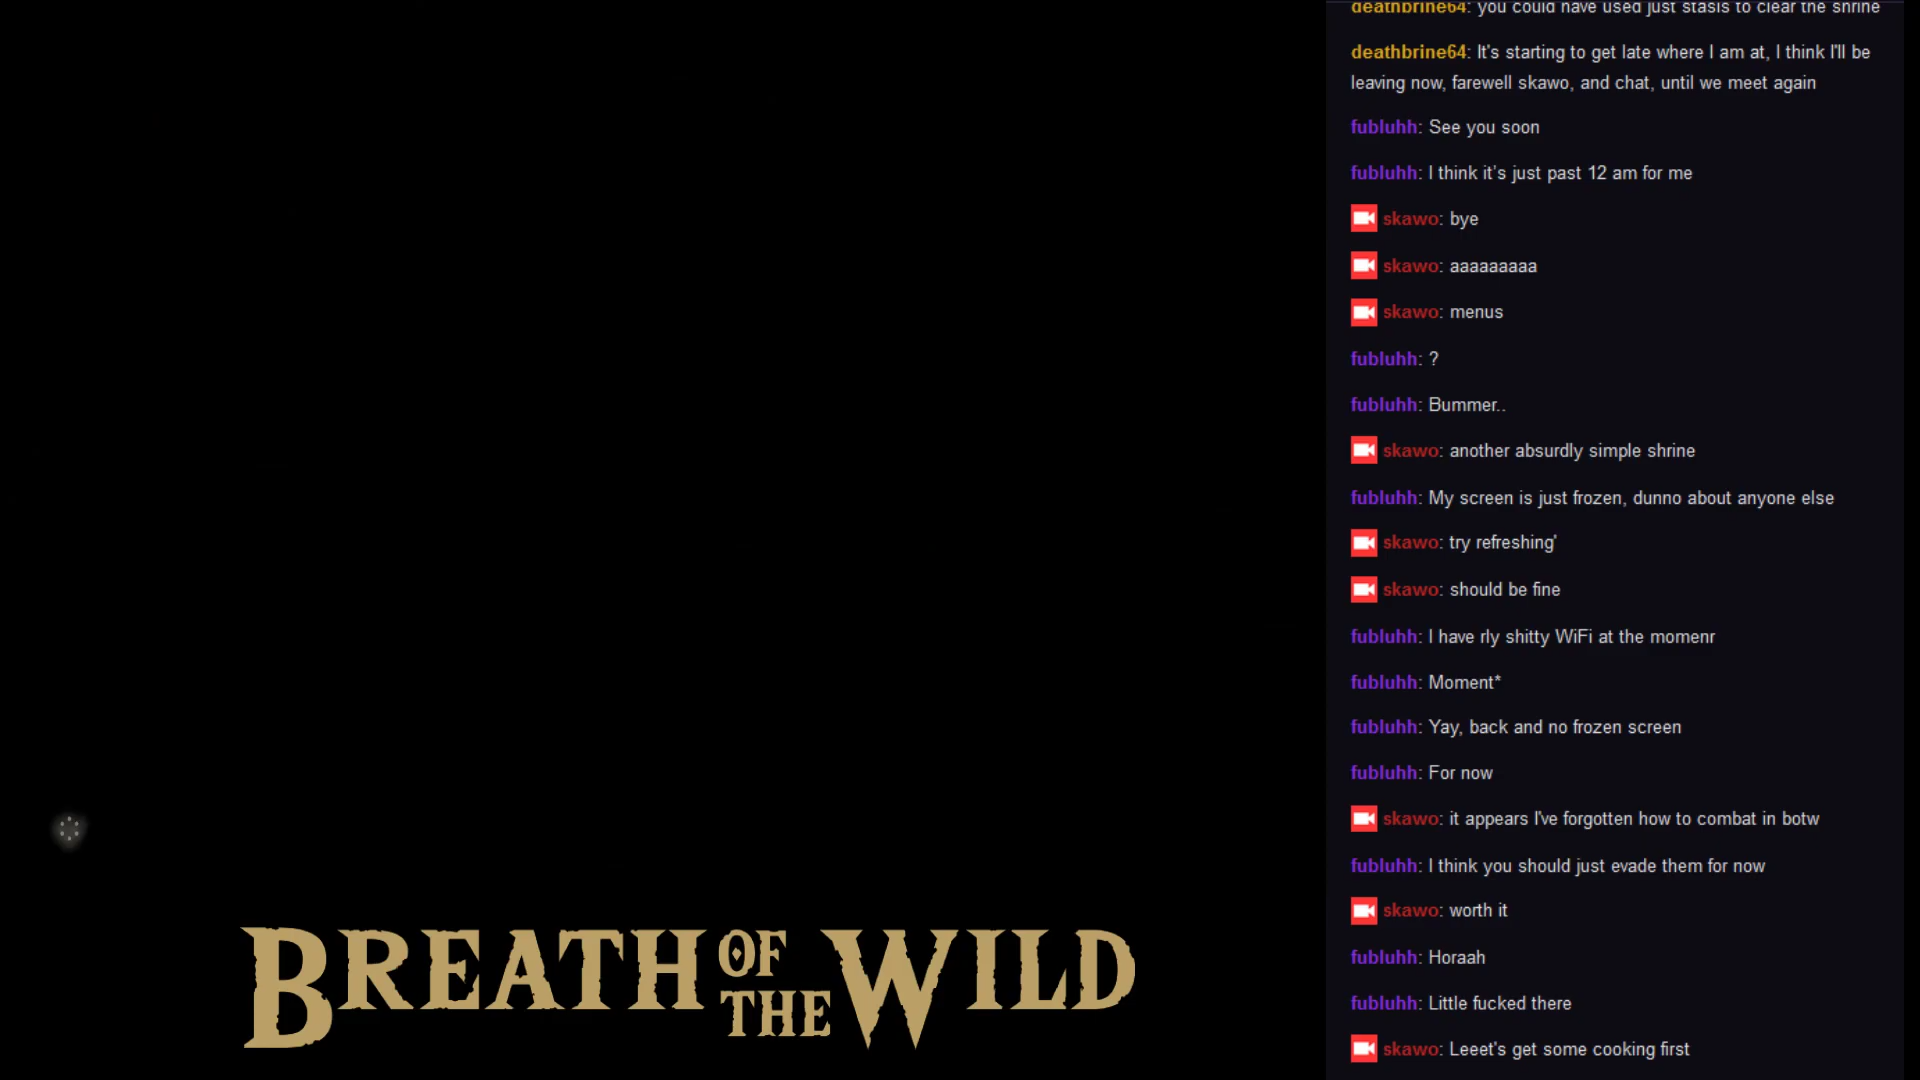 deathbrine64: you could have used just stasis to clear the shrine
deathbrine64: It's starting to get late where I am at, I think I'll be
leaving now, farewell skawo, and chat, until we meet again
fubluhh: See you soon
fubluhh: I think it's just past 12 am for me
skawo: bye
skawo: aaaaaaaaa
skawo: menus
fubluhh: ?
fubluhh: Bummer..
skawo: another absurdly simple shrine
fubluhh: My screen is just frozen, dunno about anyone else
skawo: try refreshing'
skawo: should be fine
fubluhh: I have rly shitty WiFi at the momenr
fubluhh: Moment*
fubluhh: Yay, back and no frozen screen
fubluhh: For now
skawo: it appears I've forgotten how to combat in botw
fubluhh: I think you should just evade them for now
skawo: worth it
fubluhh: Horaah
fubluhh: Little fucked there
skawo: Leeet's get some cooking first
BREATH OF THE WILD